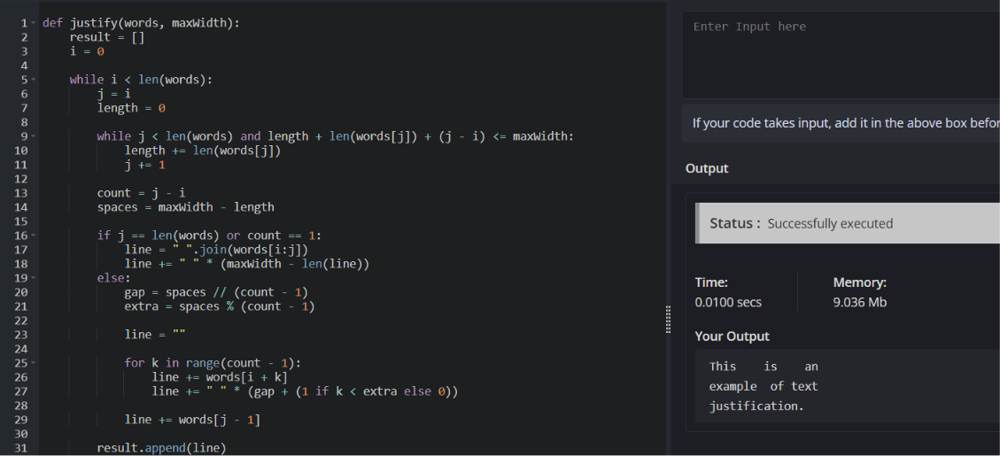 1 def justify(words, maxWidth):
2     result = []
3     i = 0
4
5     while i < len(words):
6         j = i
7         length = 0
8
9         while j < len(words) and length + len(words[j]) + (j - i) <= maxWidth:
10             length += len(words[j])
11             j += 1
12
13         count = j - i
14         spaces = maxWidth - length
15
16         if j == len(words) or count == 1:
17             line = " ".join(words[i:j])
18             line += " " * (maxWidth - len(line))
19         else:
20             gap = spaces // (count - 1)
21             extra = spaces % (count - 1)
22
23             line = ""
24
25             for k in range(count - 1):
26                 line += words[i + k]
27                 line += " " * (gap + (1 if k < extra else 0))
28
29             line += words[j - 1]
30
31         result.append(line)
Enter Input here
If your code takes input, add it in the above box befor
Output
Status : Successfully executed
Time:
0.0100 secs
Memory:
9.036 Mb
Your Output
This    is    an
example  of text
justification.